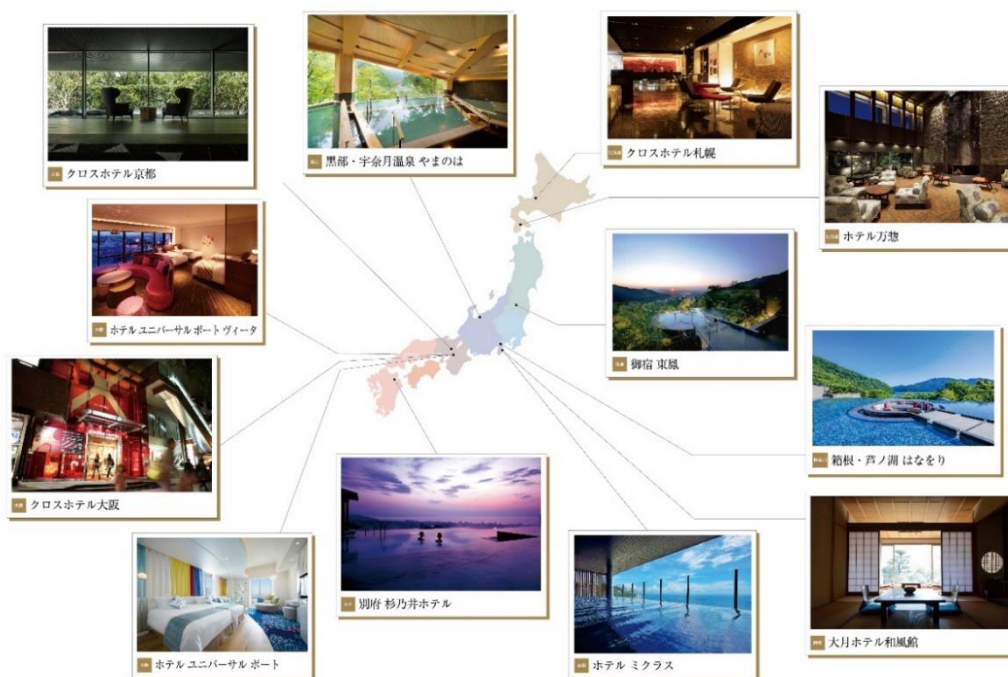 クロスホテル京都
黒部・宇奈月温泉 やまのは
クロスホテル札幌
ホテル万惣
ホテル ユニバーサル ポート ヴィータ
御宿 東鳳
箱根・芦ノ湖 はなをり
クロスホテル大阪
別府 杉乃井ホテル
大月ホテル和風館
ホテル ユニバーサル ポート
ホテル ミクラス